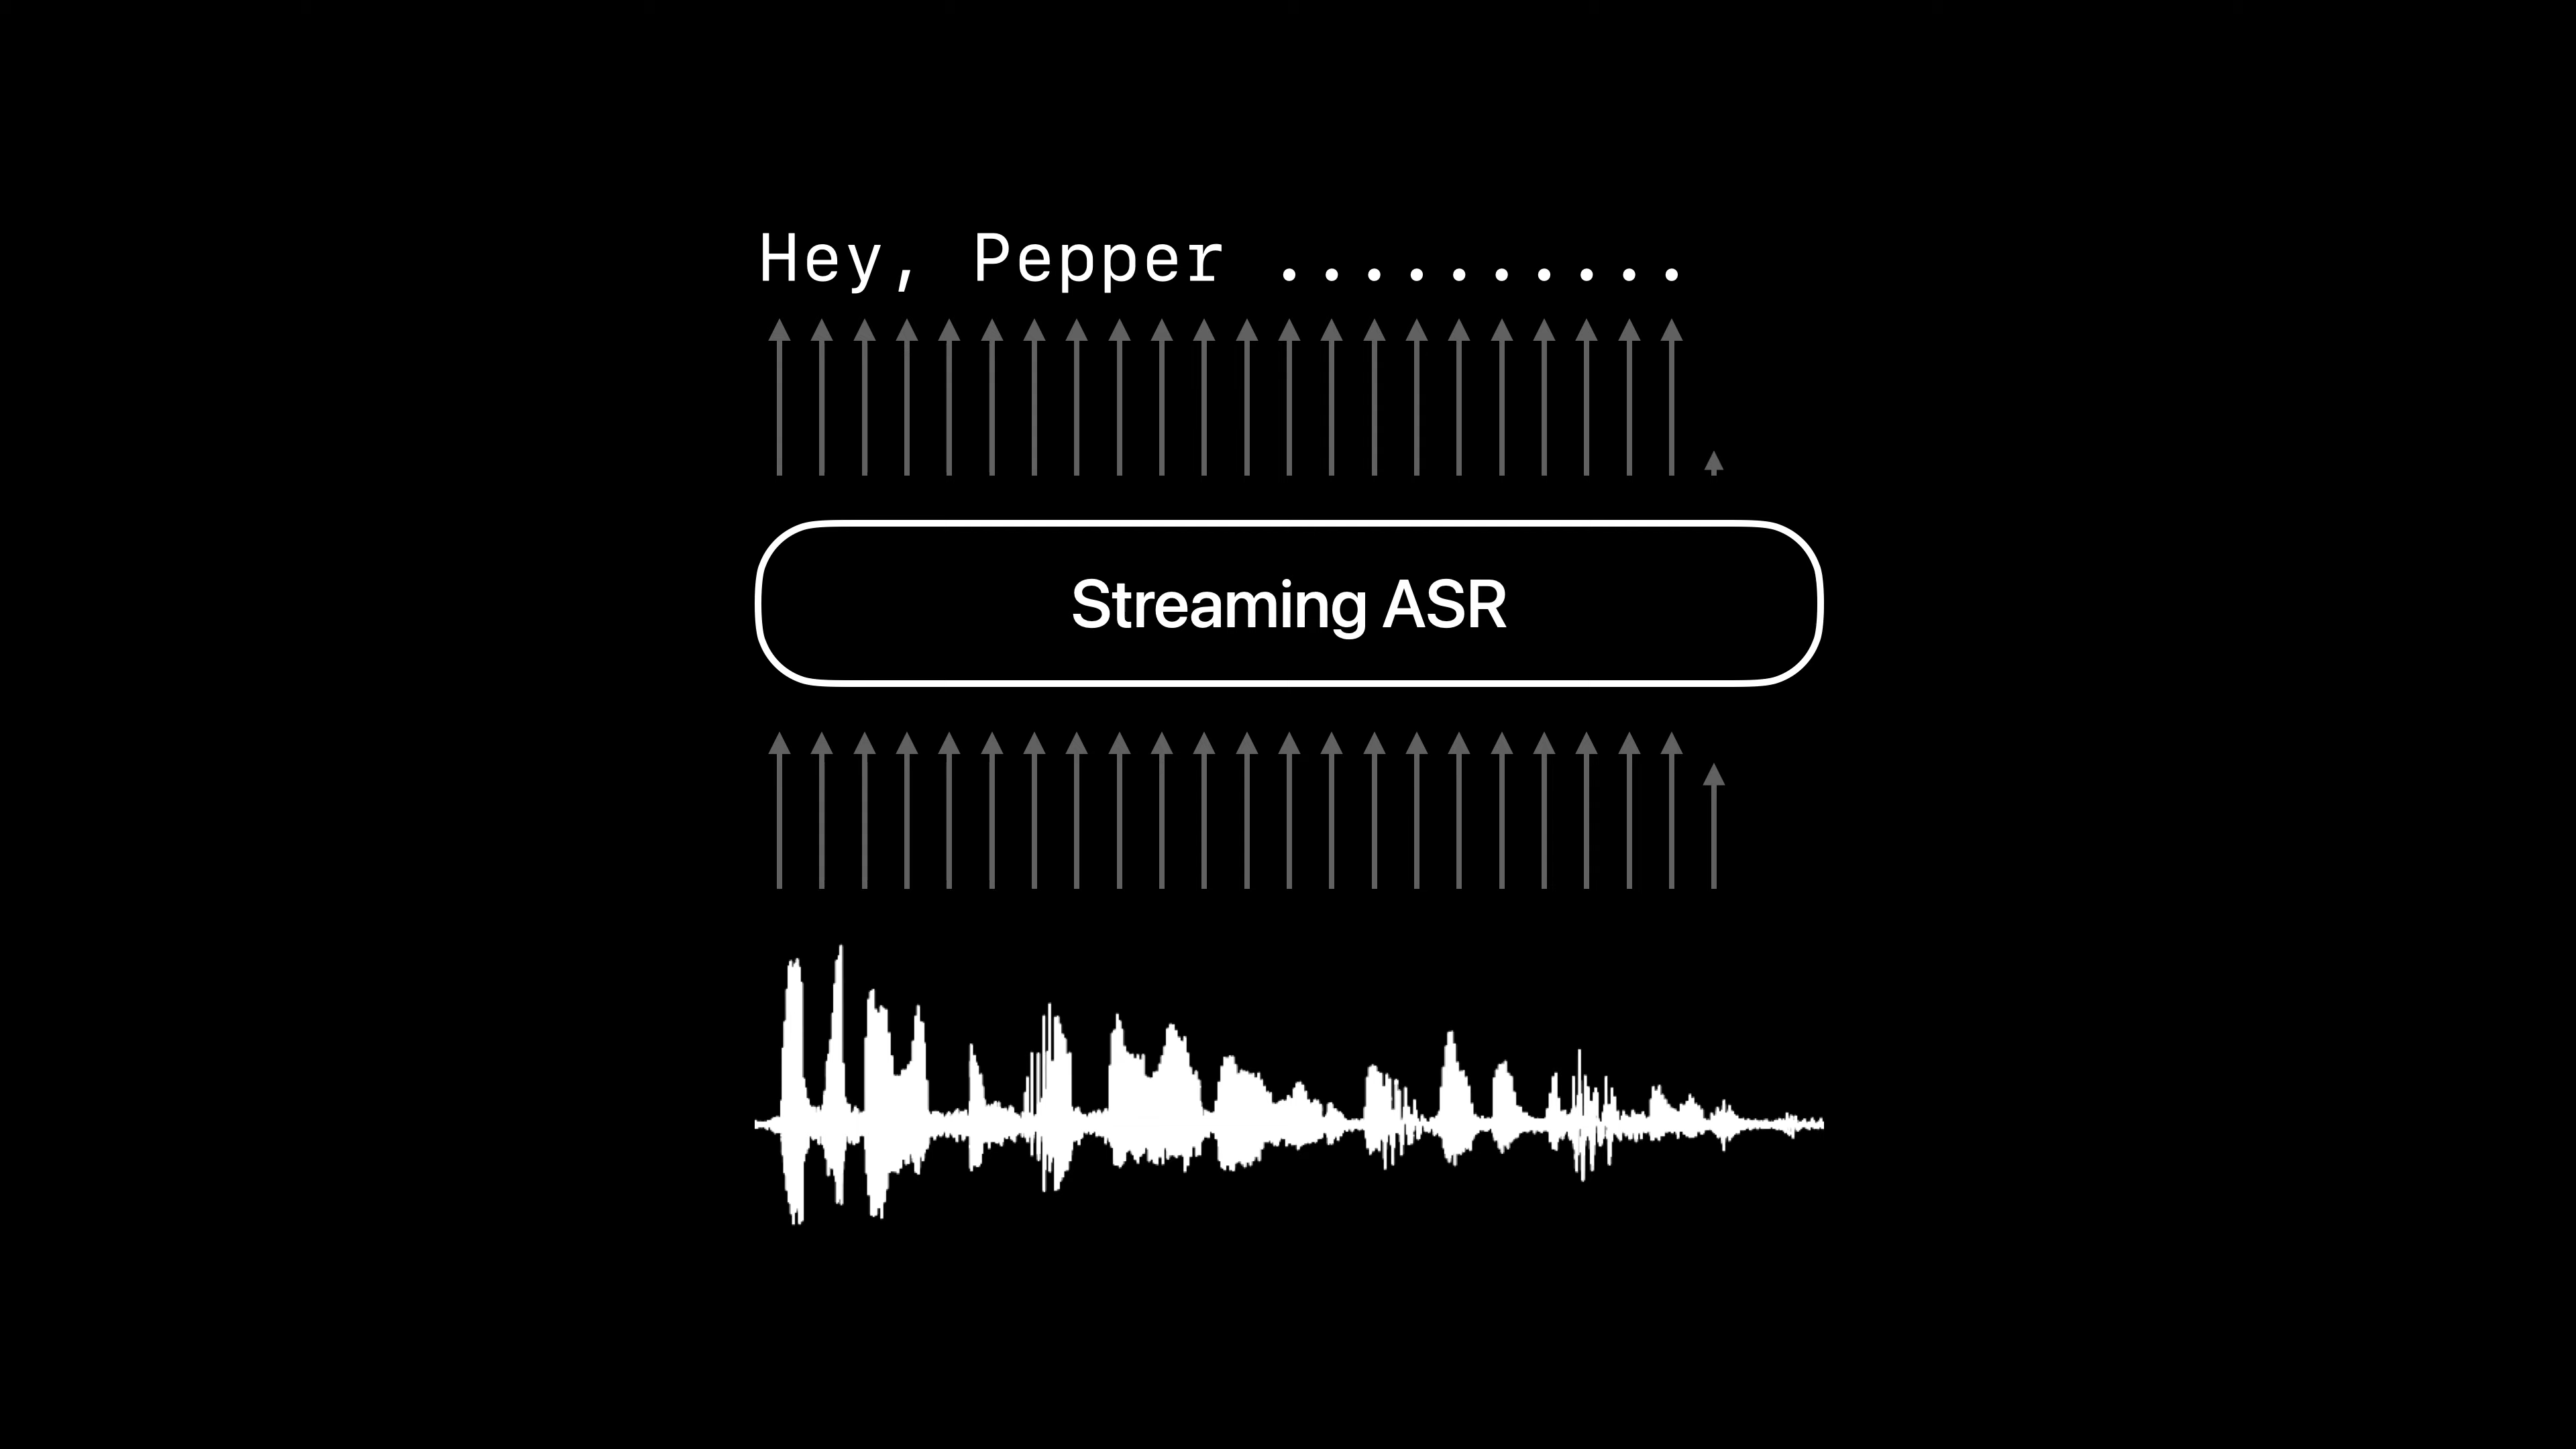 Hey, Pepper ..........
Streaming ASR